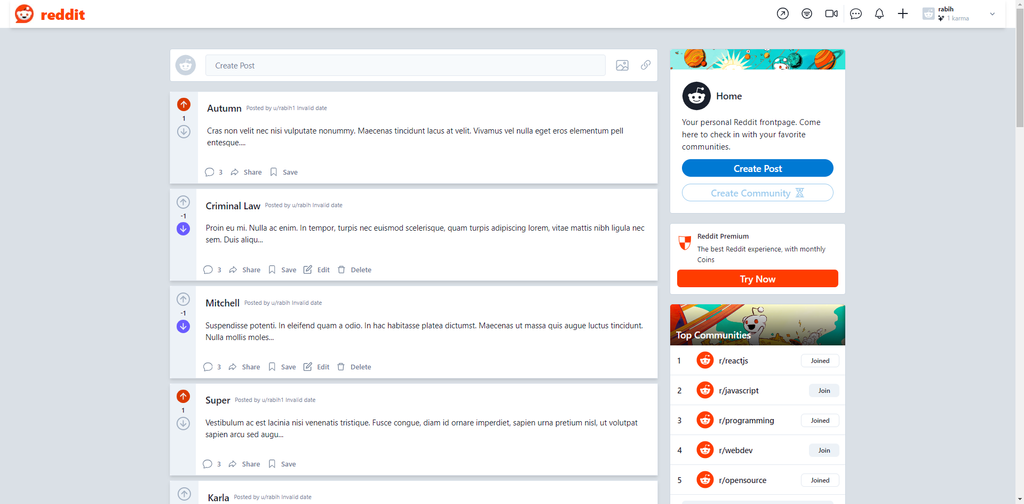 reddit
rabih
1 karma
Create Post
1
Autumn Posted by u/rabih1 Invalid date
Cras non velit nec nisi vulputate nonummy. Maecenas tincidunt lacus at velit. Vivamus vel nulla eget eros elementum pell
entesque....
3 Share Save
-1
Criminal Law Posted by u/rabih Invalid date
Proin eu mi. Nulla ac enim. In tempor, turpis nec euismod scelerisque, quam turpis adipiscing lorem, vitae mattis nibh ligula nec
sem. Duis aliqu...
3 Share Save Edit Delete
-1
Mitchell Posted by u/rabih Invalid date
Suspendisse potenti. In eleifend quam a odio. In hac habitasse platea dictumst. Maecenas ut massa quis augue luctus tincidunt.
Nulla mollis moles...
3 Share Save Edit Delete
1
Super Posted by u/rabih1 Invalid date
Vestibulum ac est lacinia nisi venenatis tristique. Fusce congue, diam id ornare imperdiet, sapien urna pretium nisl, ut volutpat
sapien arcu sed augu...
3 Share Save
Karla Posted by u/rabih Invalid date
Home
Your personal Reddit frontpage. Come
here to check in with your favorite
communities.
Create Post
Create Community
Reddit Premium
The best Reddit experience, with monthly
Coins
Try Now
Top Communities
1 r/reactjs Joined
2 r/javascript Join
3 r/programming Joined
4 r/webdev Join
5 r/opensource Joined